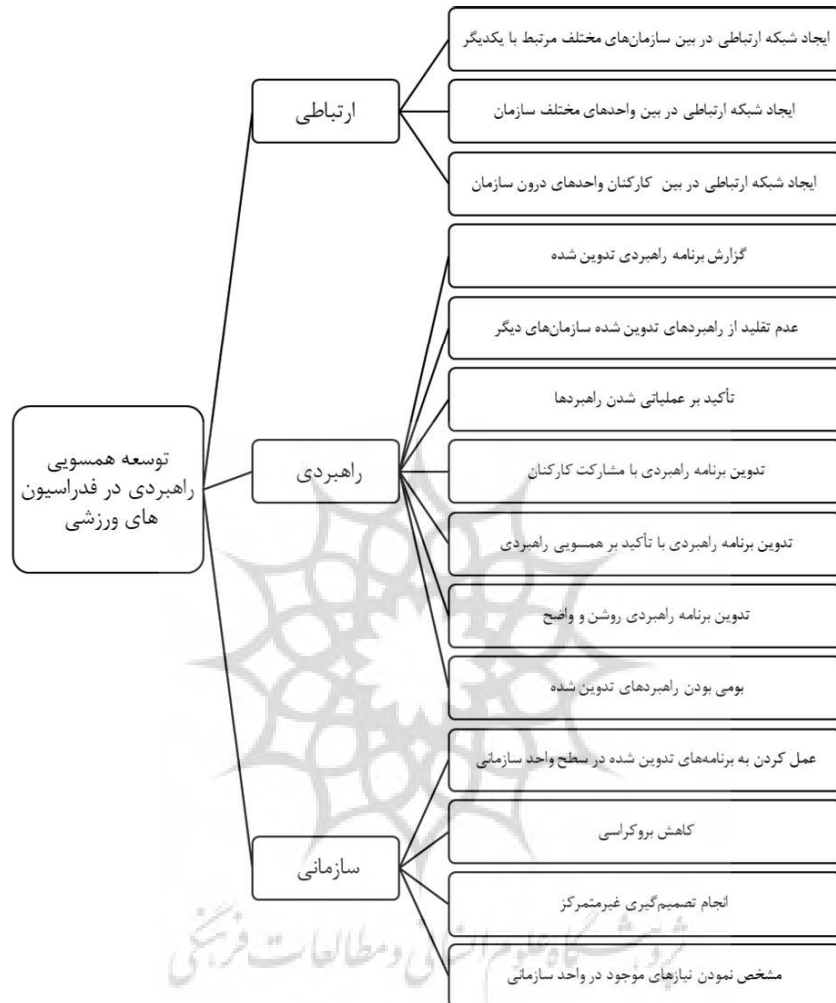 توسعه همسویی
راهبردی در فدراسیون
های ورزشی
ارتباطی
ایجاد شبکه ارتباطی در بین سازمان‌های مختلف مرتبط با یکدیگر
ایجاد شبکه ارتباطی در بین واحدهای مختلف سازمان
ایجاد شبکه ارتباطی در بین کارکنان واحدهای درون سازمان
راهبردی
گزارش برنامه راهبردی تدوین شده
عدم تقلید از راهبردهای تدوین شده سازمان‌های دیگر
تأکید بر عملیاتی شدن راهبردها
تدوین برنامه راهبردی با مشارکت کارکنان
تدوین برنامه راهبردی با تأکید بر همسویی راهبردی
تدوین برنامه راهبردی روشن و واضح
بومی بودن راهبردهای تدوین شده
سازمانی
عمل کردن به برنامه‌های تدوین شده در سطح واحد سازمانی
کاهش بروکراسی
انجام تصمیم‌گیری غیرمتمرکز
مشخص نمودن نیازهای موجود در واحد سازمانی
پژوهشگاه علوم انسانی و مطالعات فرهنگی